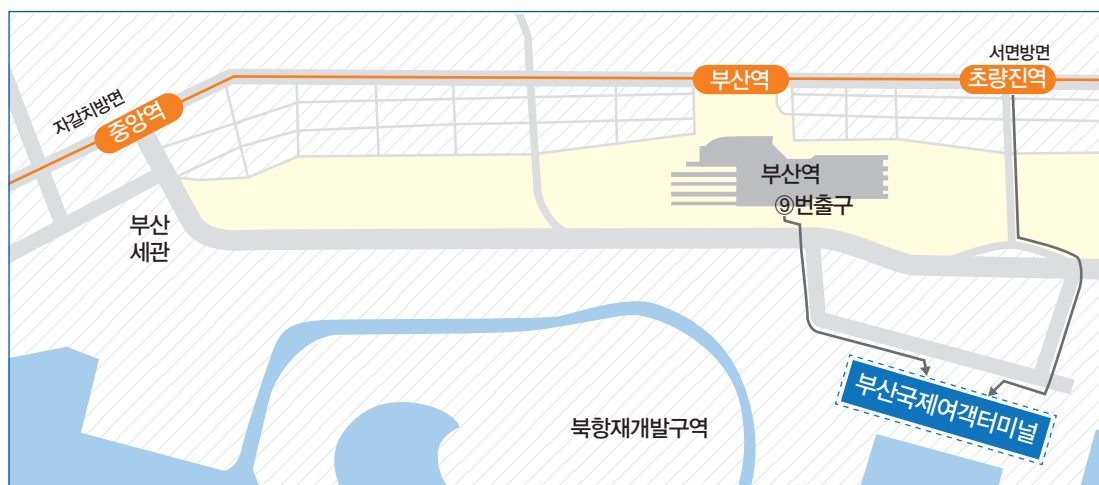 서면방면
부산역
초량진역
자갈치방면
중앙역
부산역
⑨번출구
부산
세관
부산국제여객터미널
북항재개발구역